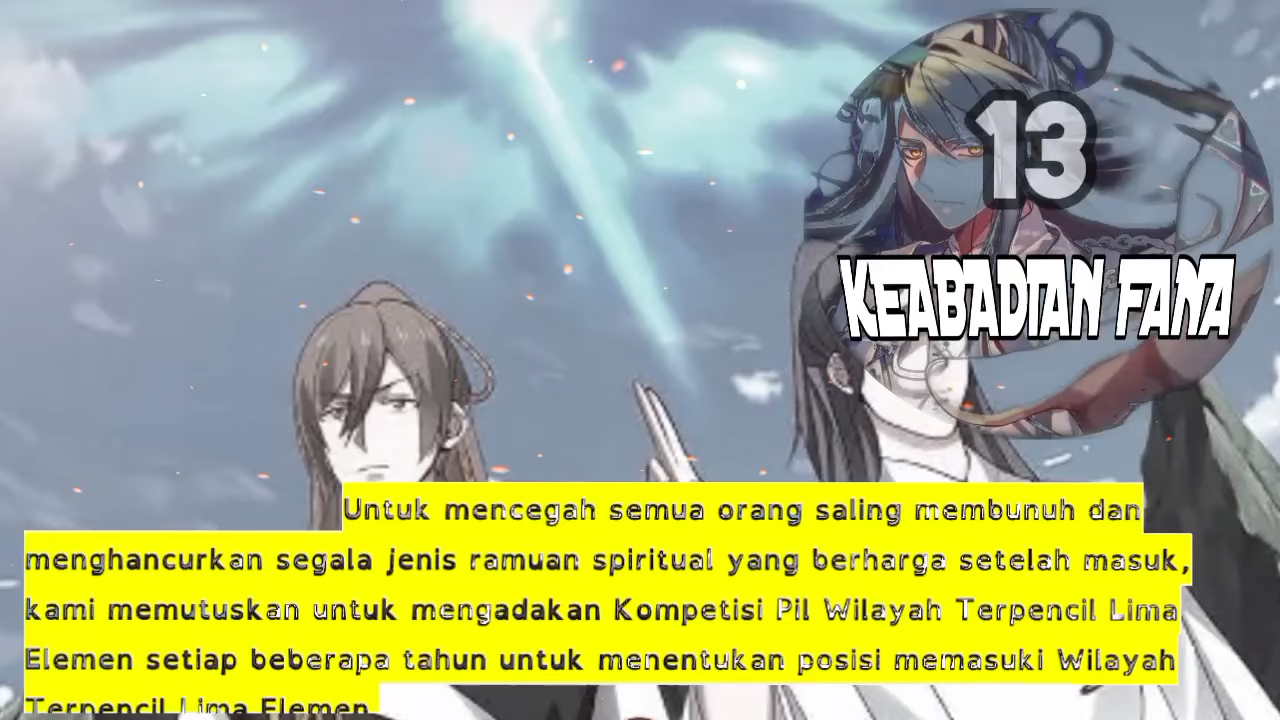 13
KEABADIAN FANA
Untuk mencegah semua orang saling membunuh dan
menghancurkan segala jenis ramuan spiritual yang berharga setelah masuk,
kami memutuskan untuk mengadakan Kompetisi Pil Wilayah Terpencil Lima
Elemen setiap beberapa tahun untuk menentukan posisi memasuki Wilayah
Terpencil Lima Elemen